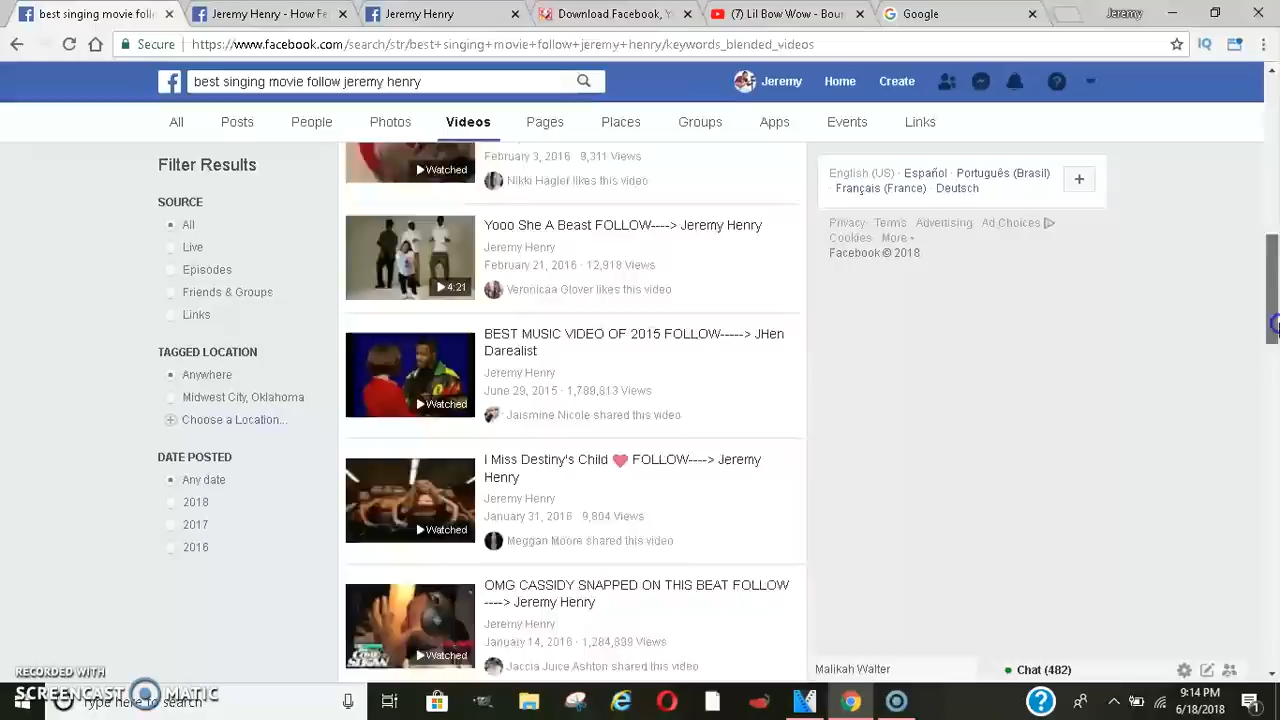 best singing movie follo
Jeremy Henry - How Fe
Jeremy Henry
Download Facebook, Y
(7) Lil Bow Wow - Boun
Google
Jeremy
Secure
https://www.facebook.com/search/str/best+singing+movie+follow+jeremy+henry/keywords_blended_videos
best singing movie follow jeremy henry
Jeremy Home Create
All Posts People Photos Videos Pages Places Groups Apps Events Links
Filter Results
SOURCE
All
Live
Episodes
Friends & Groups
Links
TAGGED LOCATION
Anywhere
Midwest City, Oklahoma
Choose a Location...
DATE POSTED
Any date
2018
2017
2016
February 3, 2016 · 9,311 Views
Watched
Nikki Hagler likes this video
Yooo She A Beast FOLLOW----> Jeremy Henry
Jeremy Henry
February 21, 2016 · 12,918 Views
4:21
Veronicaa Glover likes this video
BEST MUSIC VIDEO OF 2015 FOLLOW-----> JHen
Darealist
Jeremy Henry
June 29, 2015 · 1,789,613 Views
Watched
Jaismine Nicole shared this video
I Miss Destiny's Child ❤ FOLLOW----> Jeremy
Henry
Jeremy Henry
January 31, 2016 · 9,804 Views
Watched
Meggan Moore shared this video
OMG CASSIDY SNAPPED ON THIS BEAT FOLLOW
----> Jeremy Henry
Jeremy Henry
January 14, 2016 · 1,284,699 Views
Watched
Jaccia Juice Ashton shared this video
English (US) · Español · Português (Brasil)
· Français (France) · Deutsch
Privacy · Terms · Advertising · Ad Choices
Cookies · More
Facebook © 2018
Malikah Walter
Chat (482)
RECORDED WITH
SCREENCAST MATIC
Type here to search
9:14 PM
6/18/2018